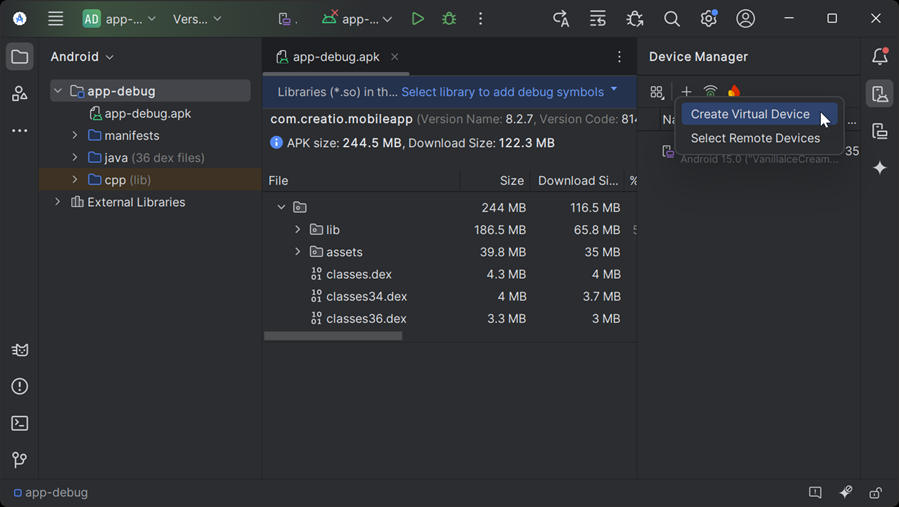 AD app-... Vers... app-...
Android
app-debug
app-debug.apk
manifests
java (36 dex files)
cpp (lib)
External Libraries
app-debug.apk
Libraries (*.so) in th... Select library to add debug symbols
com.creatio.mobileapp (Version Name: 8.2.7, Version Code: 814
APK size: 244.5 MB, Download Size: 122.3 MB
File Size Download Si... %
244 MB 116.5 MB
lib 186.5 MB 65.8 MB
assets 39.8 MB 35 MB
classes.dex 4.3 MB 4 MB
classes34.dex 4 MB 3.7 MB
classes36.dex 3.3 MB 3 MB
Device Manager
Create Virtual Device
Select Remote Devices
Android 15.0 ("VanillaIceCream... 35
app-debug